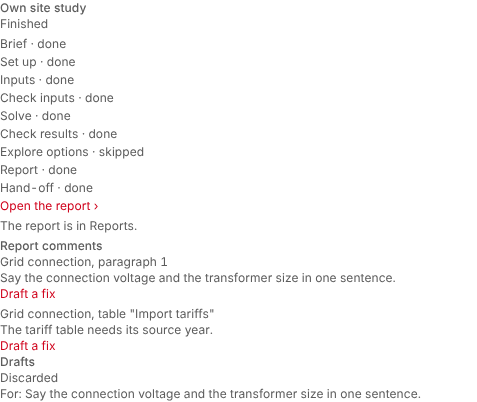 Own site study
Finished
Brief · done
Set up · done
Inputs · done
Check inputs · done
Solve · done
Check results · done
Explore options · skipped
Report · done
Hand-off · done
Open the report ›
The report is in Reports.
Report comments
Grid connection, paragraph 1
Say the connection voltage and the transformer size in one sentence.
Draft a fix
Grid connection, table "Import tariffs"
The tariff table needs its source year.
Draft a fix
Drafts
Discarded
For: Say the connection voltage and the transformer size in one sentence.